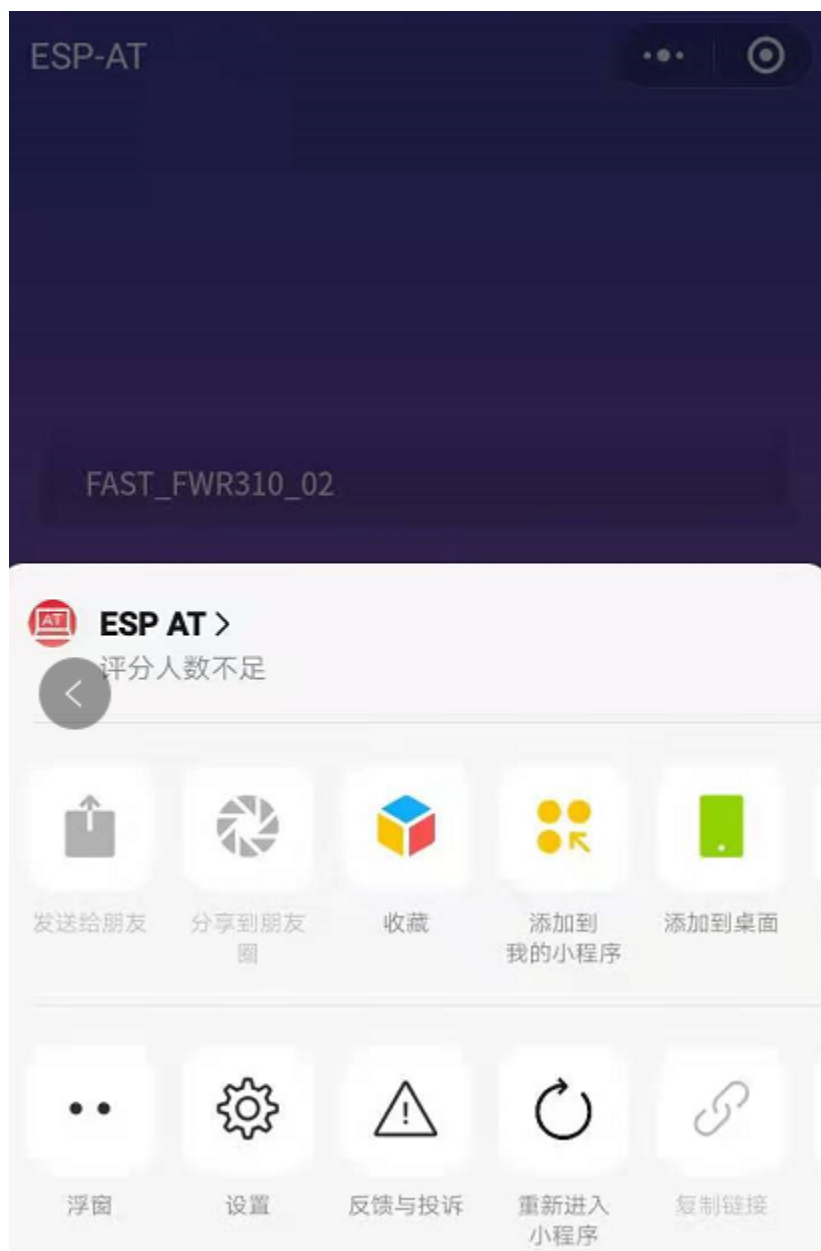 ESP-AT
FAST_FWR310_02
AT
ESP AT
评分人数不足
发送给朋友
分享到朋友
圈
收藏
添加到
我的小程序
添加到桌面
浮窗
设置
反馈与投诉
重新进入
小程序
复制链接